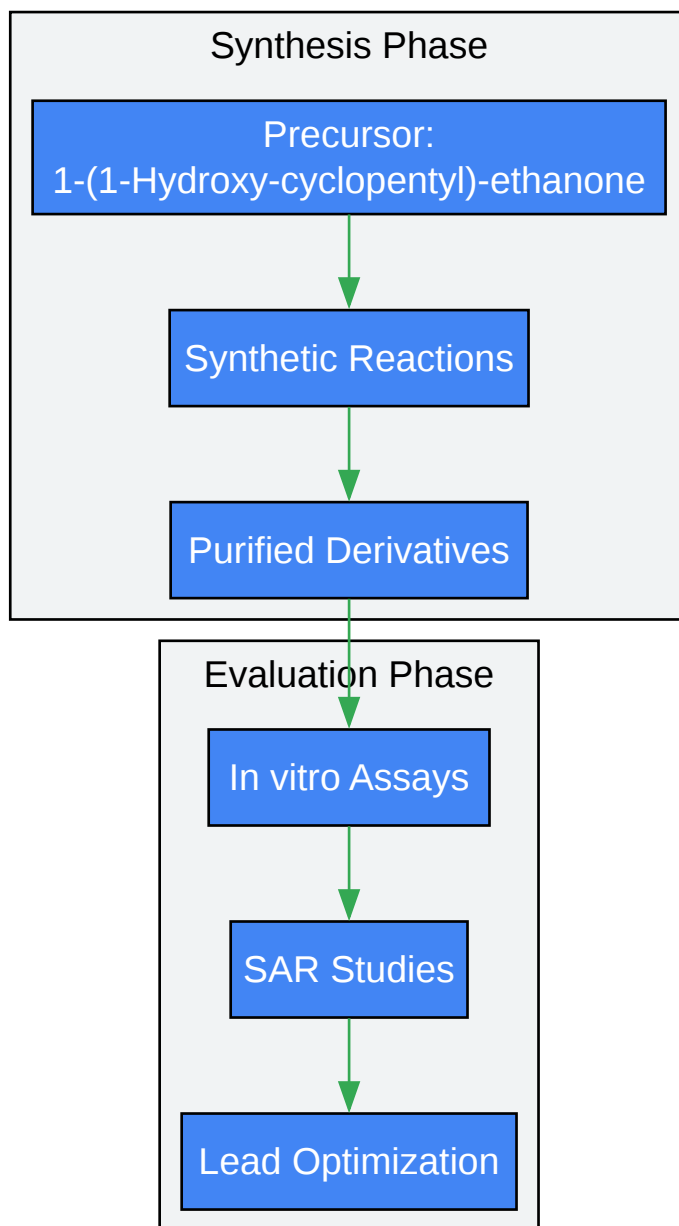 Synthesis Phase
Precursor:
1-(1-Hydroxy-cyclopentyl)-ethanone
Synthetic Reactions
Purified Derivatives
Evaluation Phase
In vitro Assays
SAR Studies
Lead Optimization